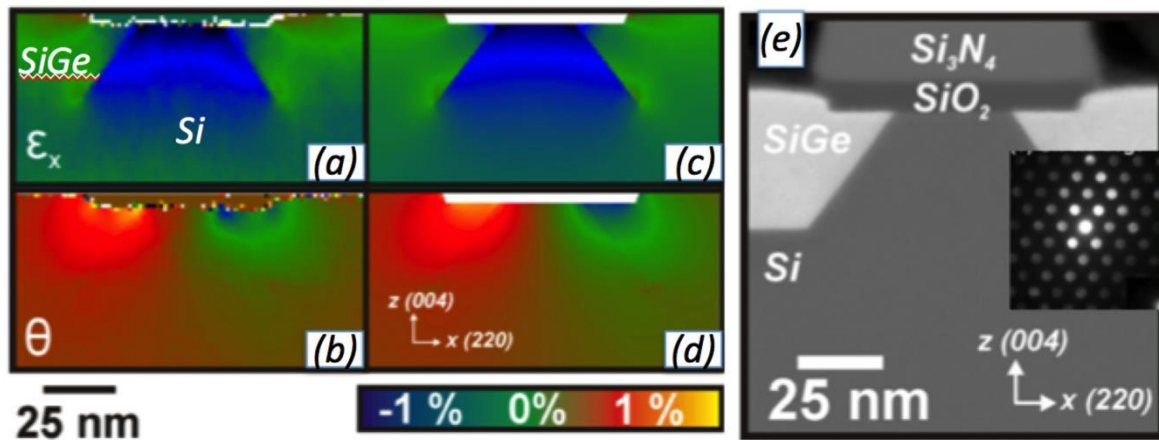 SiGe
Si
εx
(a)
(c)
θ
(b)
z (004)
x (220)
(d)
25 nm
-1 % 0% 1 %
(e)
Si3N4
SiO2
SiGe
Si
25 nm
z (004)
x (220)